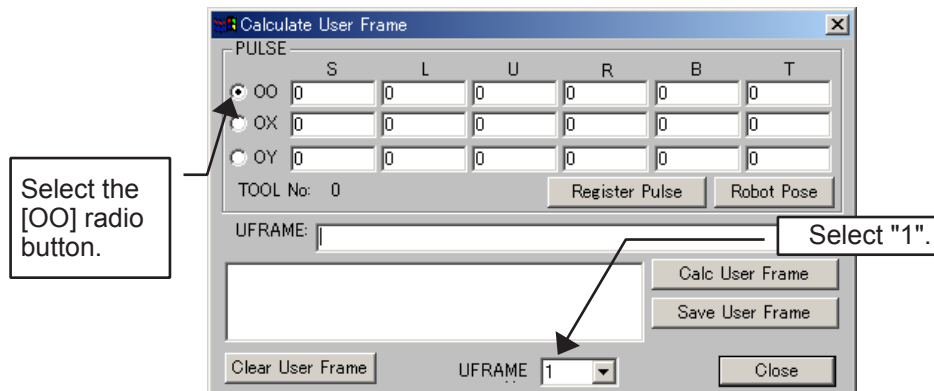 Calculate User Frame
PULSE
S L U R B T
OO 0 0 0 0 0 0
OX 0 0 0 0 0 0
OY 0 0 0 0 0 0
TOOL No: 0 Register Pulse Robot Pose
Select the
[OO] radio
button.
UFRAME:
Select "1".
Calc User Frame
Save User Frame
Clear User Frame UFRAME 1 Close